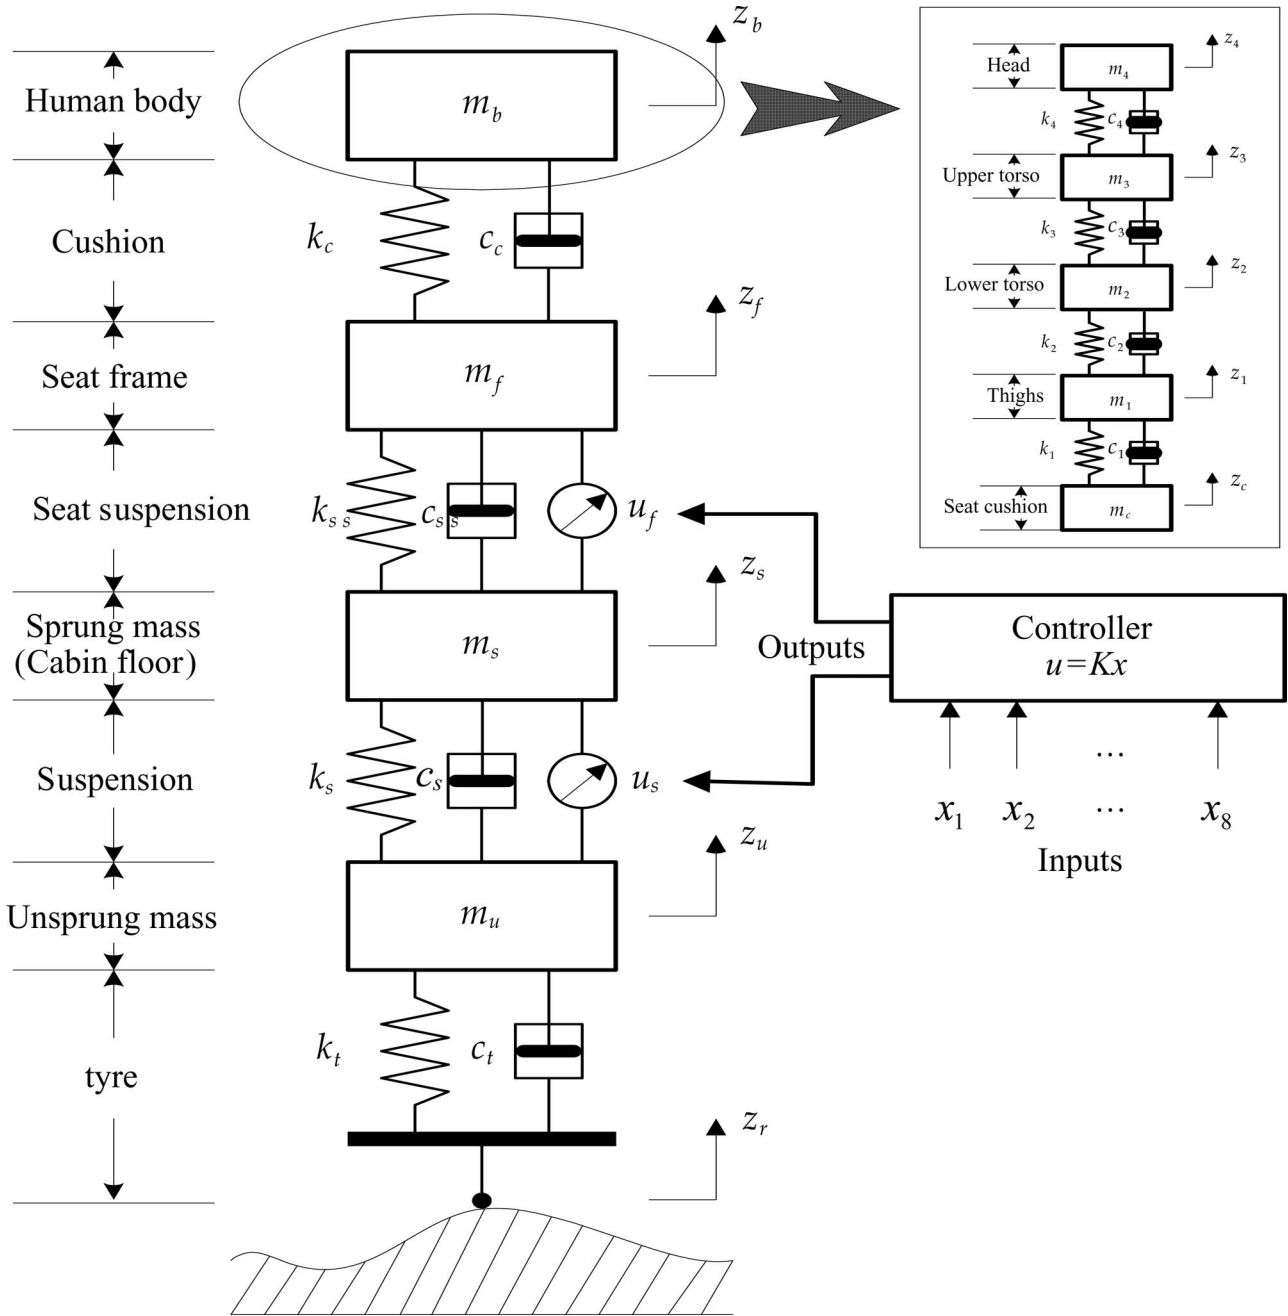 Human body
Cushion
Seat frame
Seat suspension
Sprung mass
(Cabin floor)
Suspension
Unsprung mass
tyre
m_b
z_b
k_c
c_c
z_f
m_f
k_ss
c_ss
u_f
z_s
m_s
k_s
c_s
u_s
z_u
m_u
k_t
c_t
z_r
Outputs
Controller
u=Kx
... 
x_1 x_2 ... x_8
Inputs
z_4
Head
m_4
k_4
c_4
z_3
Upper torso
m_3
k_3
c_3
z_2
Lower torso
m_2
k_2
c_2
z_1
Thighs
m_1
k_1
c_1
z_c
Seat cushion
m_c